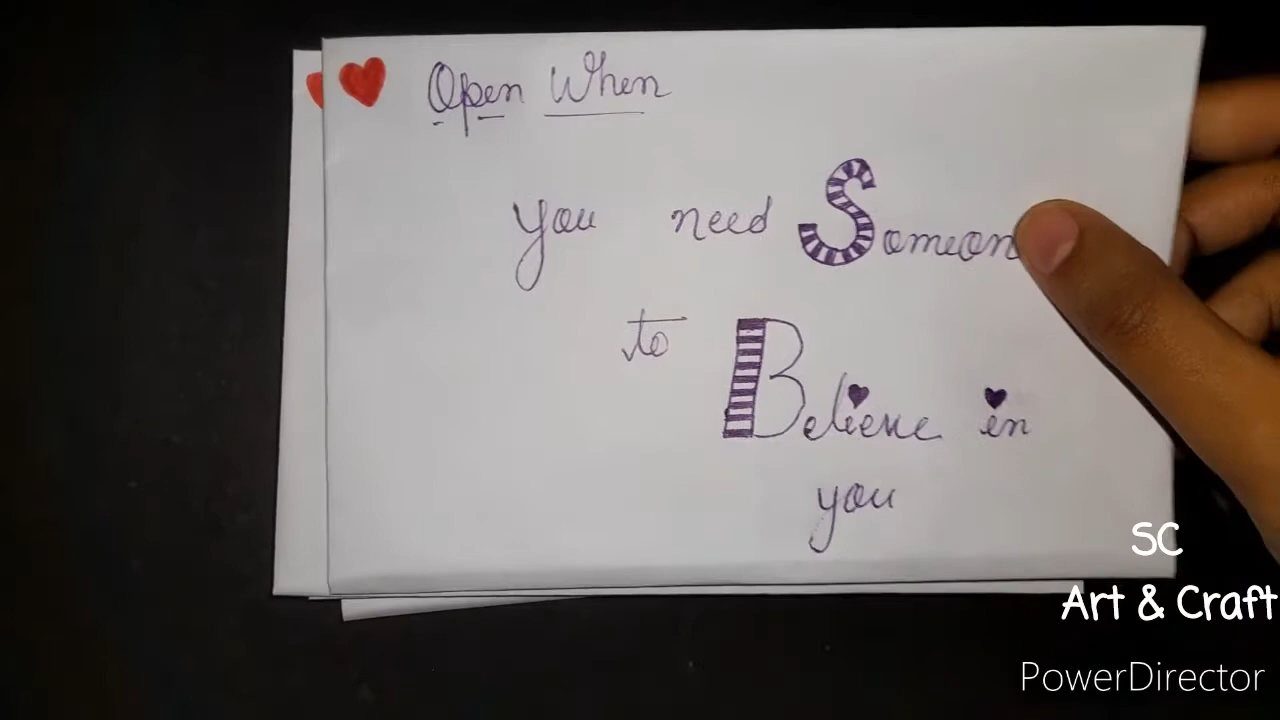 Open When
you need Someon
to Believe in
you
SC
Art & Craft
PowerDirector